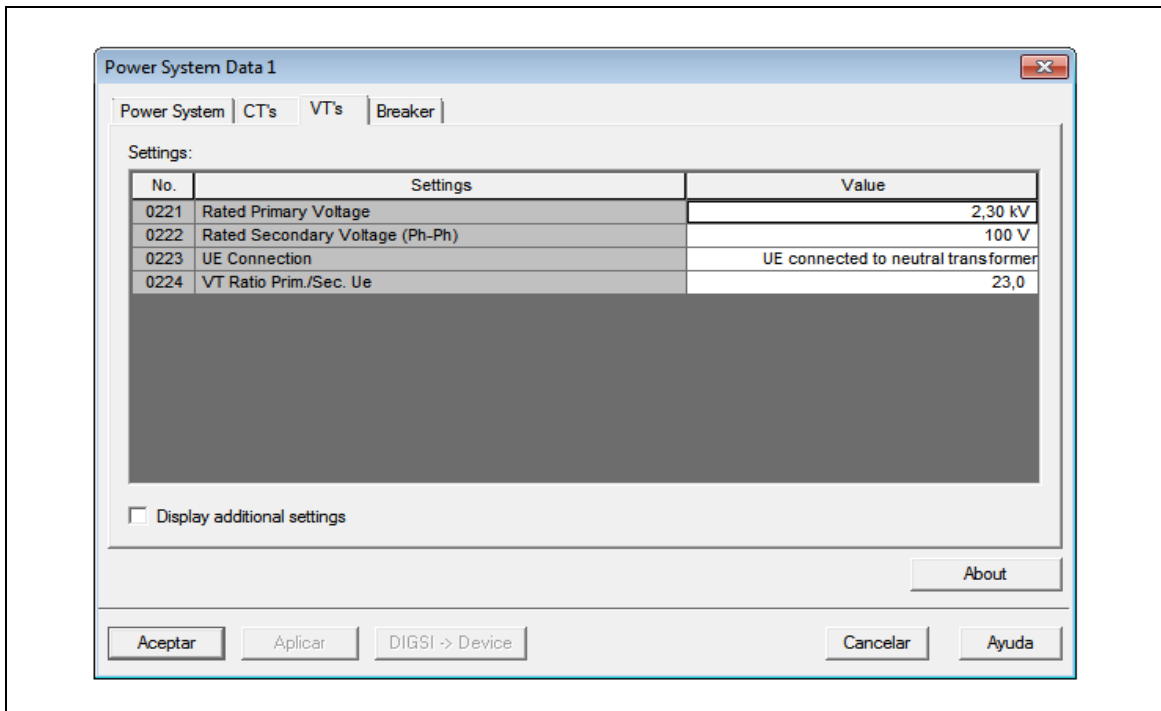 Power System Data 1
Power System CT's VT's Breaker
Settings:
No. Settings Value
0221 Rated Primary Voltage 2,30 kV
0222 Rated Secondary Voltage (Ph-Ph) 100 V
0223 UE Connection UE connected to neutral transformer
0224 VT Ratio Prim./Sec. Ue 23,0
Display additional settings
About
Aceptar Aplicar DIGSI -> Device Cancelar Ayuda